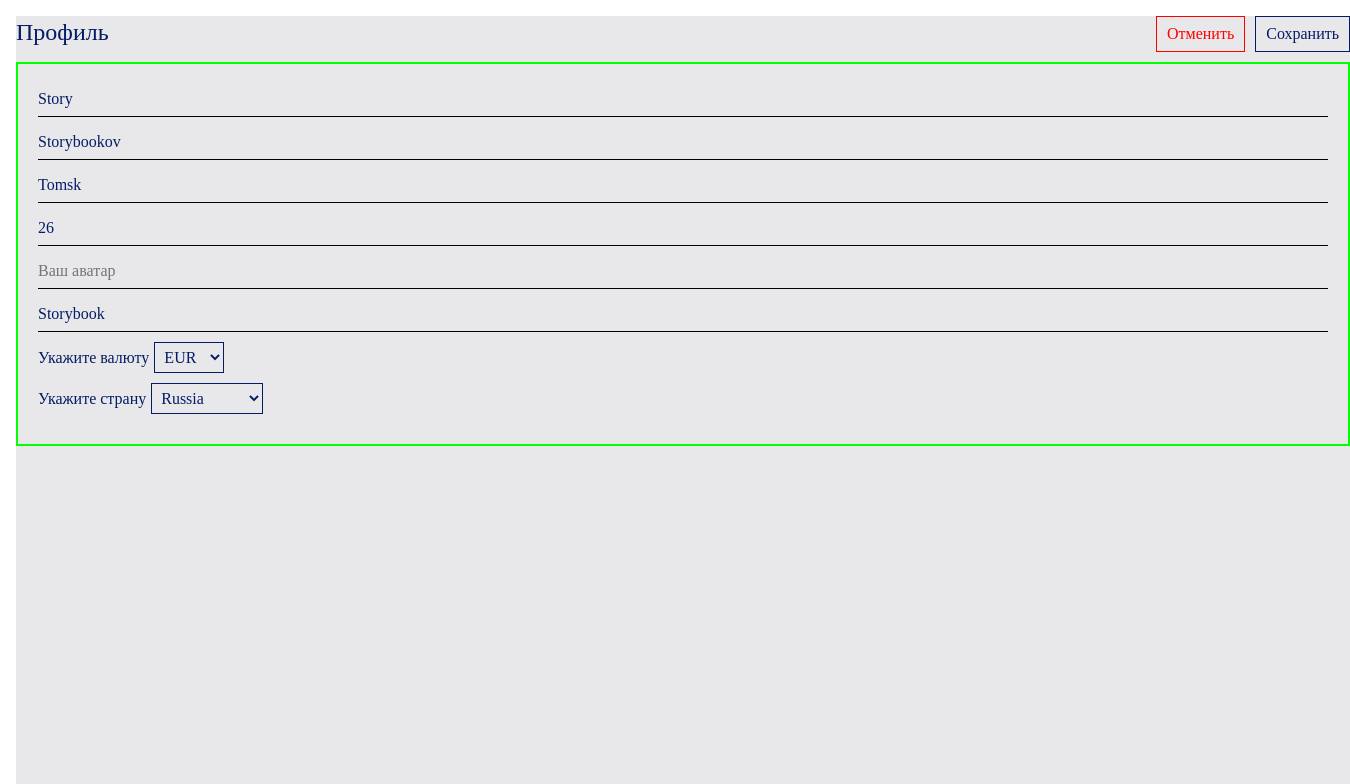 Профиль
Отменить
Сохранить
Story
Storybookov
Tomsk
26
Ваш аватар
Storybook
Укажите валюту EUR
Укажите страну Russia